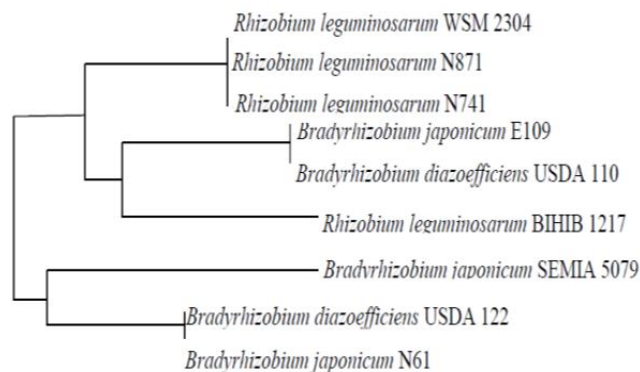 Rhizobium leguminosarum WSM 2304
Rhizobium leguminosarum N871
Rhizobium leguminosarum N741
Bradyrhizobium japonicum E109
Bradyrhizobium diazoefficiens USDA 110
Rhizobium leguminosarum BIHIB 1217
Bradyrhizobium japonicum SEMIA 5079
Bradyrhizobium diazoefficiens USDA 122
Bradyrhizobium japonicum N61